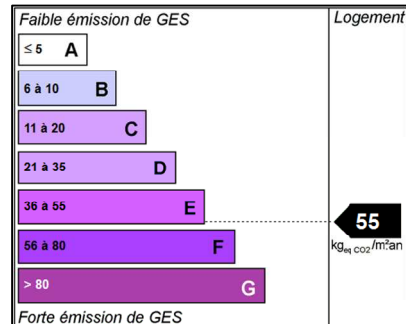 Faible émission de GES
Logement
≤ 5 A
6 à 10 B
11 à 20 C
21 à 35 D
36 à 55 E
55
kgeq CO2/m².an
56 à 80 F
> 80 G
Forte émission de GES